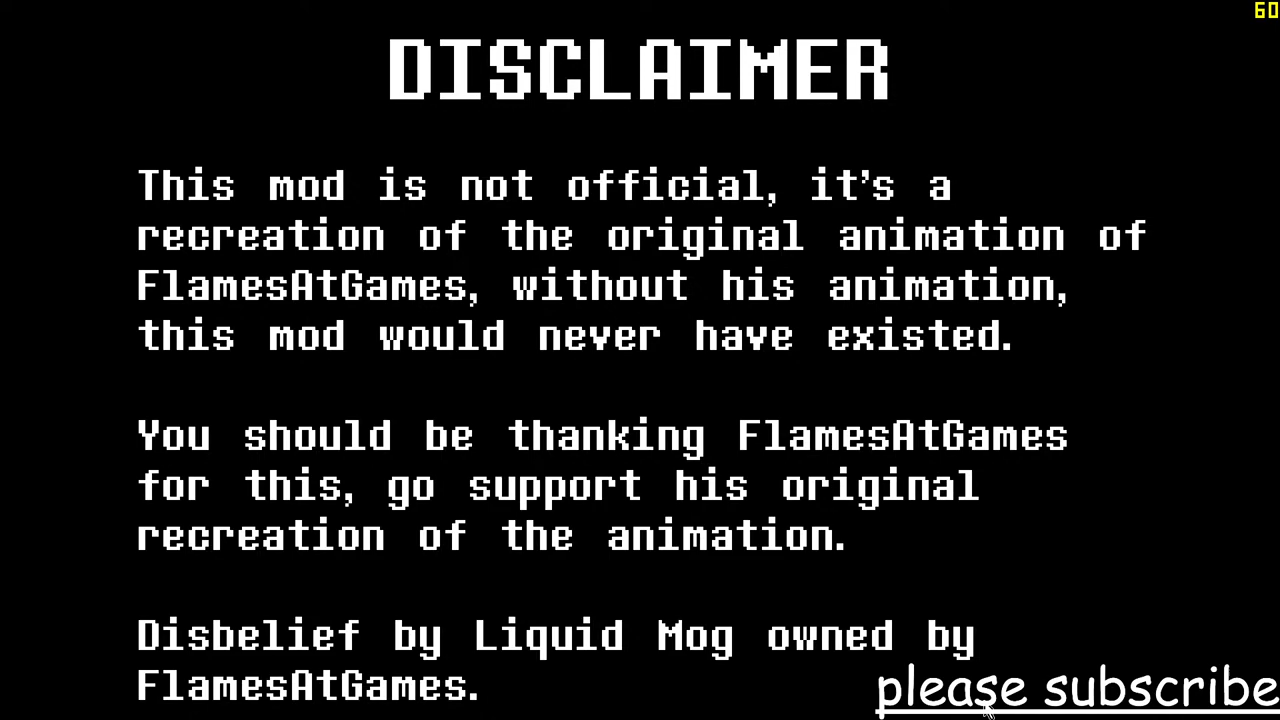 60
DISCLAIMER
This mod is not official, it's a
recreation of the original animation of
FlamesAtGames, without his animation,
this mod would never have existed.
You should be thanking FlamesAtGames
for this, go support his original
recreation of the animation.
Disbelief by Liquid Mog owned by
FlamesAtGames.
please subscribe